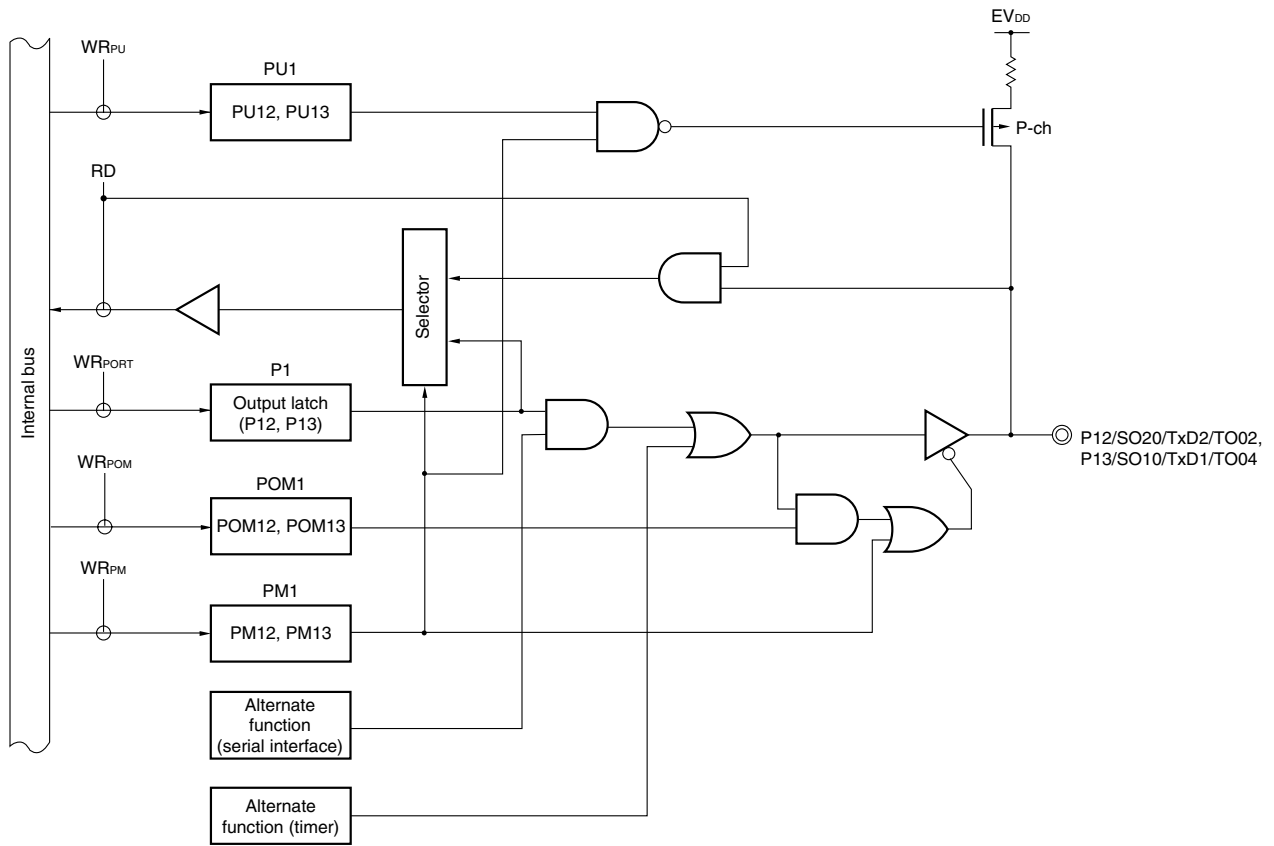 EVDD
WRPU
PU1
PU12, PU13
P-ch
RD
Selector
Internal bus
WRPORT
P1
Output latch
(P12, P13)
P12/SO20/TxD2/TO02,
P13/SO10/TxD1/TO04
WRPOM
POM1
POM12, POM13
WRPM
PM1
PM12, PM13
Alternate
function
(serial interface)
Alternate
function (timer)